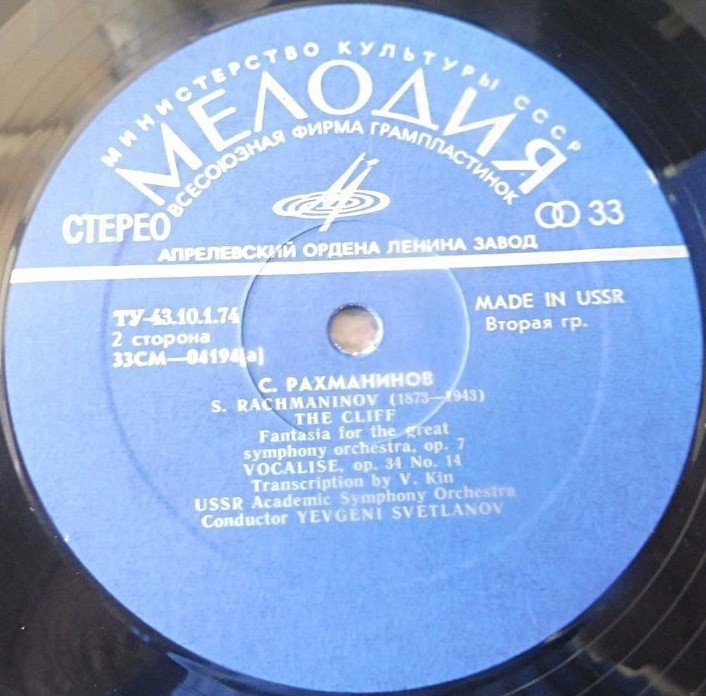 МИНИСТЕРСТВО КУЛЬТУРЫ СССР
МЕЛОДИЯ
ВСЕСОЮЗНАЯ ФИРМА ГРАМПЛАСТИНОК
СТЕРЕО
33
АПРЕЛЕВСКИЙ ОРДЕНА ЛЕНИНА ЗАВОД
ТУ-43.10.1.74
MADE IN USSR
2 сторона
Вторая гр.
33СМ—04194(а)
С. РАХМАНИНОВ
S. RACHMANINOV (1873—1943)
THE CLIFF
Fantasia for the great
symphony orchestra, op. 7
VOCALISE, op. 34 No. 14
Transcription by V. Kin
USSR Academic Symphony Orchestra
Conductor YEVGENI SVETLANOV